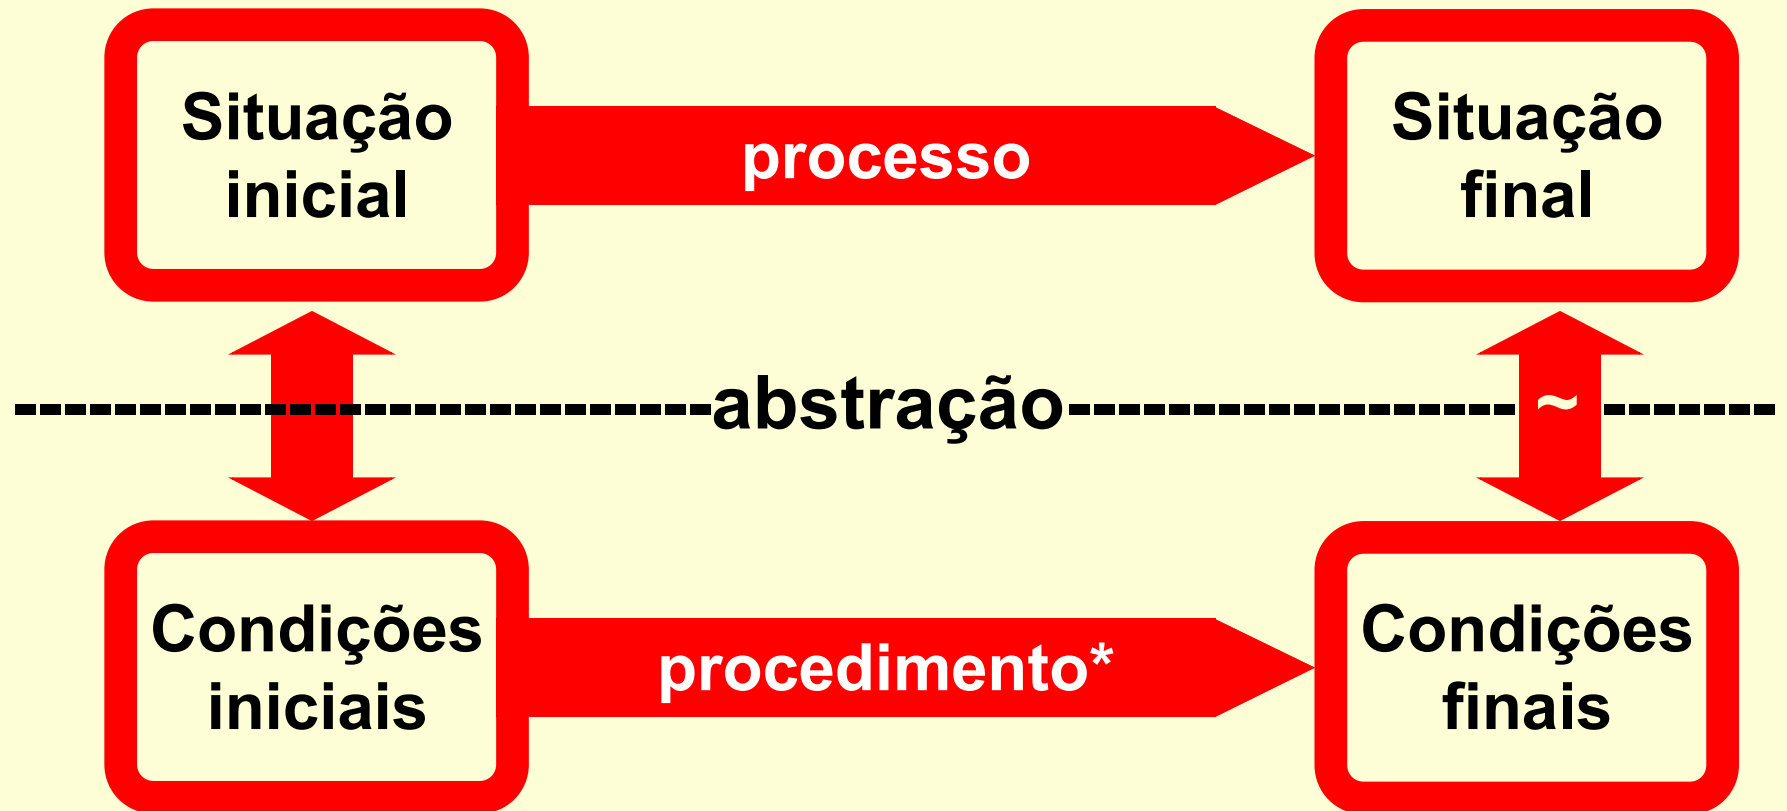 Situação
inicial
processo
Situação
final
abstração
~
Condições
iniciais
procedimento*
Condições
finais